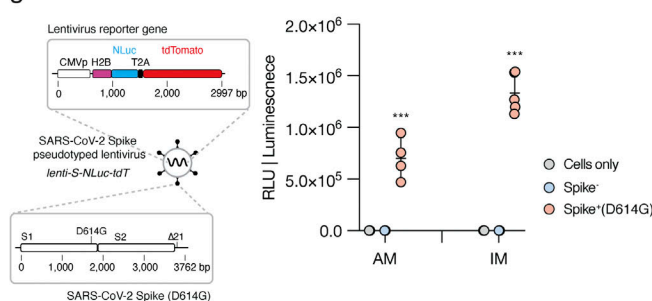 Lentivirus reporter gene
NLuc tdTomato
CMVp H2B T2A
0 1,000 2,000 2997 bp
SARS-CoV-2 Spike
pseudotyped lentivirus
lenti-S-NLuc-tdT
D614G
S1 S2 Δ21
0 1,000 2,000 3,000 3762 bp
SARS-CoV-2 Spike (D614G)
RLU | Luminescnece
2.0×10⁶
1.5×10⁶
1.0×10⁶
5.0×10⁵
0.0
***
***
AM IM
Cells only
Spike⁻
Spike⁺(D614G)